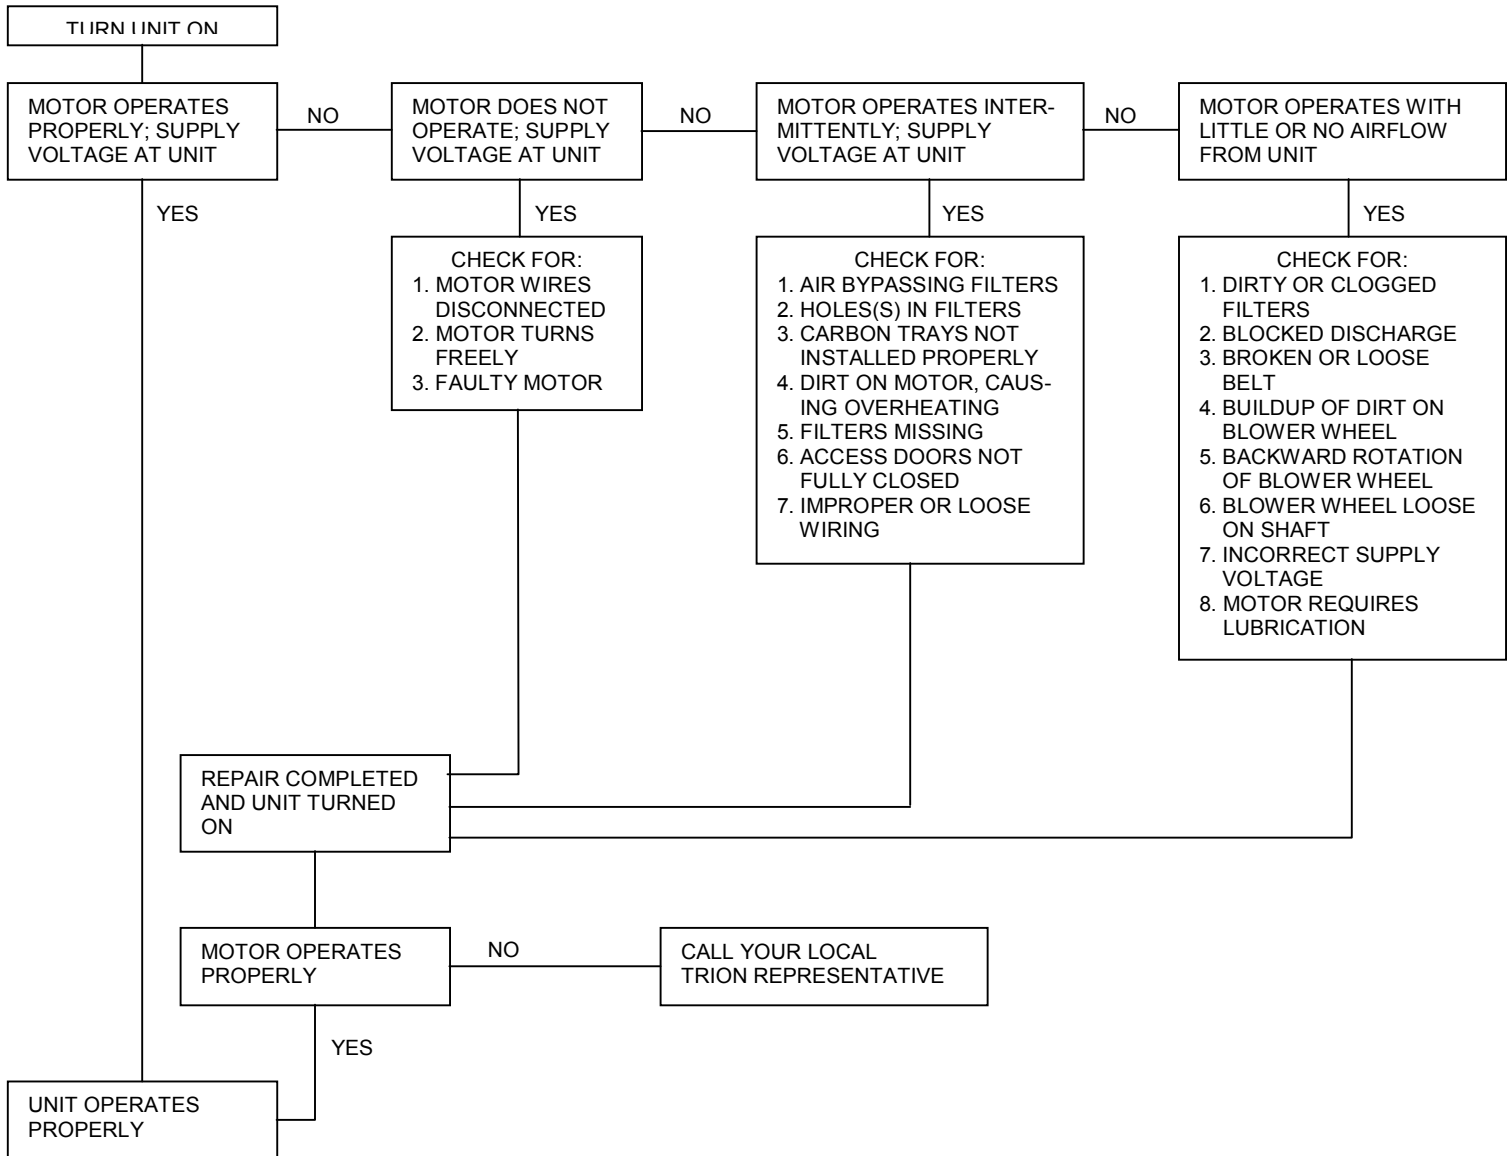 TURN UNIT ON
MOTOR OPERATES
PROPERLY; SUPPLY
VOLTAGE AT UNIT
NO
MOTOR DOES NOT
OPERATE; SUPPLY
VOLTAGE AT UNIT
NO
MOTOR OPERATES INTER-
MITTENTLY; SUPPLY
VOLTAGE AT UNIT
NO
MOTOR OPERATES WITH
LITTLE OR NO AIRFLOW
FROM UNIT
YES
YES
YES
YES
CHECK FOR:
1. MOTOR WIRES
DISCONNECTED
2. MOTOR TURNS
FREELY
3. FAULTY MOTOR
CHECK FOR:
1. AIR BYPASSING FILTERS
2. HOLES(S) IN FILTERS
3. CARBON TRAYS NOT
INSTALLED PROPERLY
4. DIRT ON MOTOR, CAUS-
ING OVERHEATING
5. FILTERS MISSING
6. ACCESS DOORS NOT
FULLY CLOSED
7. IMPROPER OR LOOSE
WIRING
CHECK FOR:
1. DIRTY OR CLOGGED
FILTERS
2. BLOCKED DISCHARGE
3. BROKEN OR LOOSE
BELT
4. BUILDUP OF DIRT ON
BLOWER WHEEL
5. BACKWARD ROTATION
OF BLOWER WHEEL
6. BLOWER WHEEL LOOSE
ON SHAFT
7. INCORRECT SUPPLY
VOLTAGE
8. MOTOR REQUIRES
LUBRICATION
REPAIR COMPLETED
AND UNIT TURNED
ON
MOTOR OPERATES
PROPERLY
NO
CALL YOUR LOCAL
TRION REPRESENTATIVE
YES
UNIT OPERATES
PROPERLY